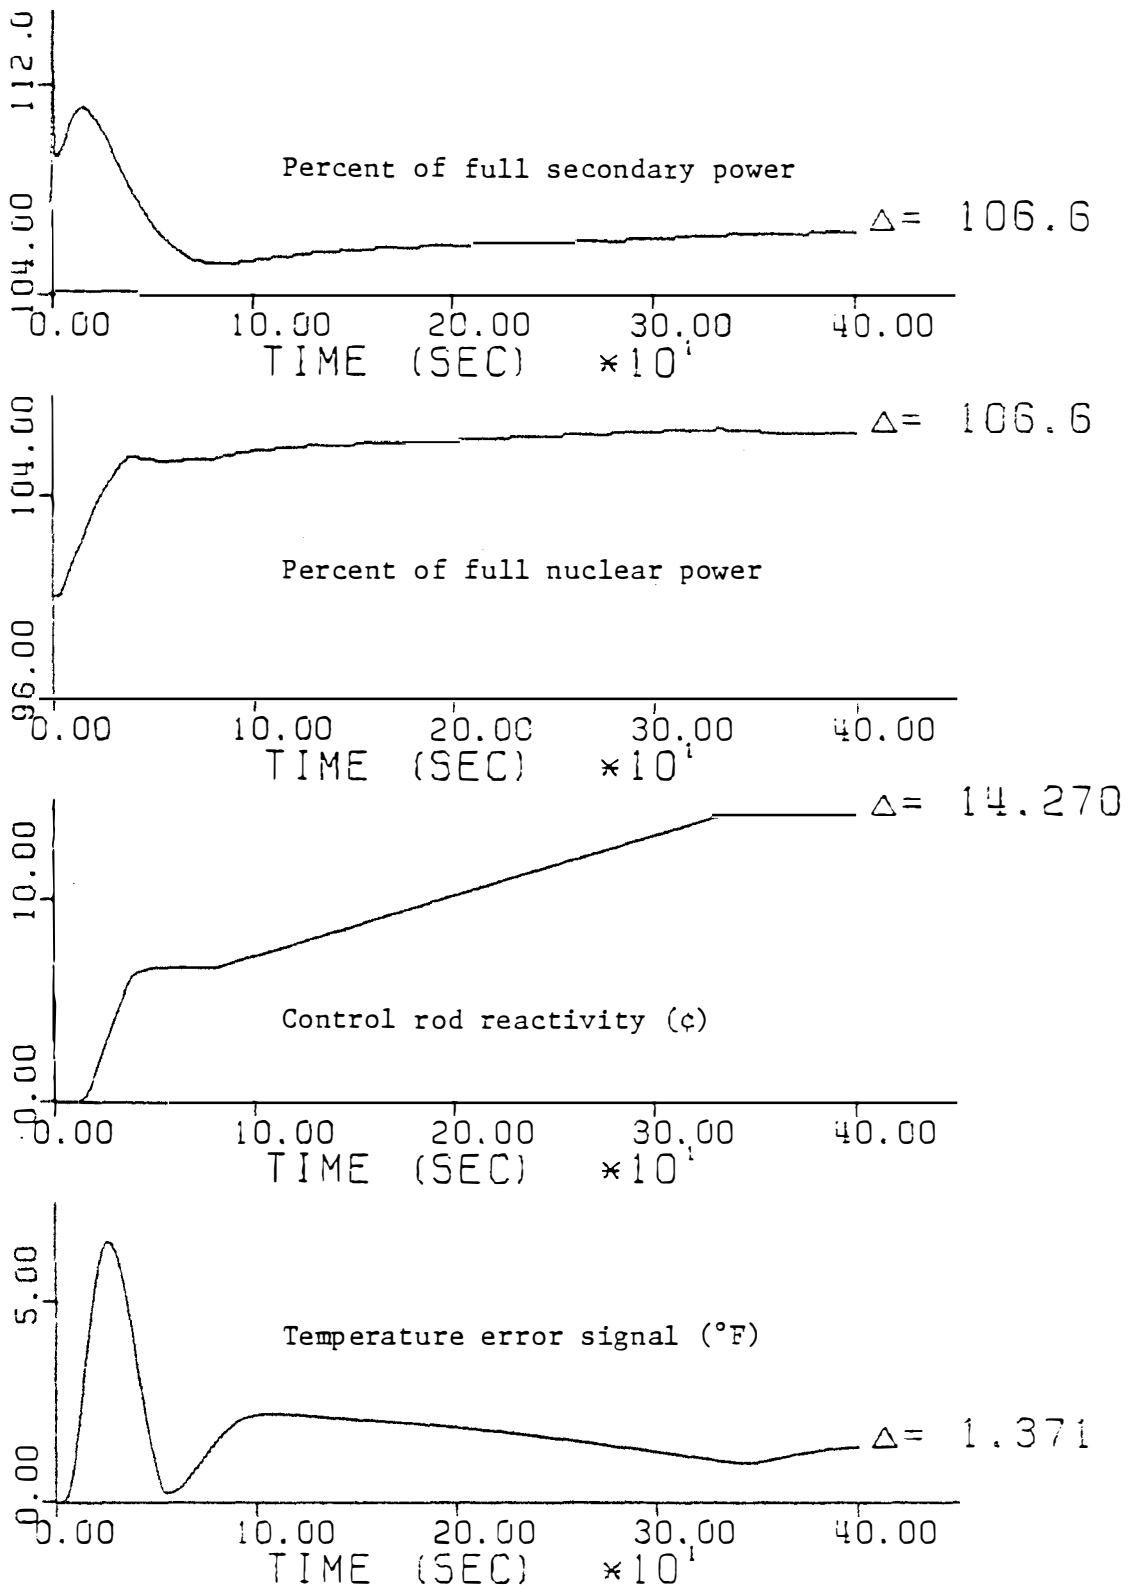 112.0
104.00
Percent of full secondary power
Δ= 106.6
0.00 10.00 20.00 30.00 40.00
TIME (SEC) *10¹
104.00
96.00
Δ= 106.6
Percent of full nuclear power
0.00 10.00 20.00 30.00 40.00
TIME (SEC) *10¹
10.00
0.00
Δ= 14.270
Control rod reactivity (¢)
0.00 10.00 20.00 30.00 40.00
TIME (SEC) *10¹
5.00
0.00
Temperature error signal (°F)
Δ= 1.371
0.00 10.00 20.00 30.00 40.00
TIME (SEC) *10¹